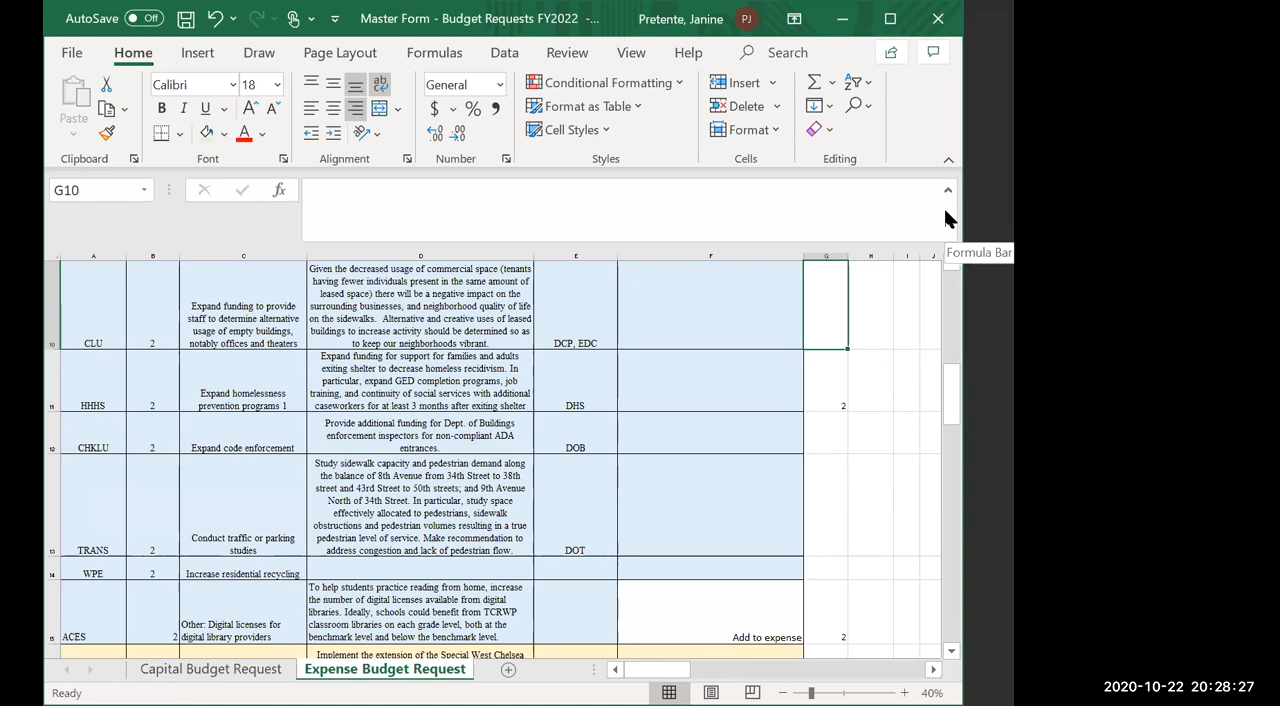 AutoSave Off Master Form - Budget Requests FY2022 -... Pretente, Janine PJ
File Home Insert Draw Page Layout Formulas Data Review View Help Search
Paste
Calibri 18
B I U A A
A
ab
General
$ % 9
Conditional Formatting
Format as Table
Cell Styles
Insert
Delete
Format
Clipboard Font Alignment Number Styles Cells Editing
G10
fx
Formula Bar
A B C D E F G H I J
Given the decreased usage of commercial space (tenants
having fewer individuals present in the same amount of
leased space) there will be a negative impact on the
surrounding businesses, and neighborhood quality of life
on the sidewalks. Alternative and creative uses of leased
buildings to increase activity should be determined so as
to keep our neighborhoods vibrant.
Expand funding to provide
staff to determine alternative
usage of empty buildings,
notably offices and theaters
10 CLU 2 DCP, EDC
Expand funding for support for families and adults
exiting shelter to decrease homeless recidivism. In
particular, expand GED completion programs, job
training, and continuity of social services with additional
caseworkers for at least 3 months after exiting shelter
Expand homelessness
prevention programs 1
11 HHHS 2 DHS 2
Provide additional funding for Dept. of Buildings
enforcement inspectors for non-compliant ADA
entrances.
12 CHKLU 2 Expand code enforcement DOB
Study sidewalk capacity and pedestrian demand along
the balance of 8th Avenue from 34th Street to 38th
street and 43rd Street to 50th streets; and 9th Avenue
North of 34th Street. In particular, study space
effectively allocated to pedestrians, sidewalk
obstructions and pedestrian volumes resulting in a true
pedestrian level of service. Make recommendation to
address congestion and lack of pedestrian flow.
Conduct traffic or parking
studies
13 TRANS 2 DOT
14 WPE 2 Increase residential recycling
To help students practice reading from home, increase
the number of digital licenses available from digital
libraries. Ideally, schools could benefit from TCRWP
classroom libraries on each grade level, both at the
benchmark level and below the benchmark level.
Other: Digital licenses for
digital library providers
15 ACES 2 Add to expense 2
Implement the extension of the Special West Chelsea
Capital Budget Request Expense Budget Request
Ready 40%
2020-10-22 20:28:27